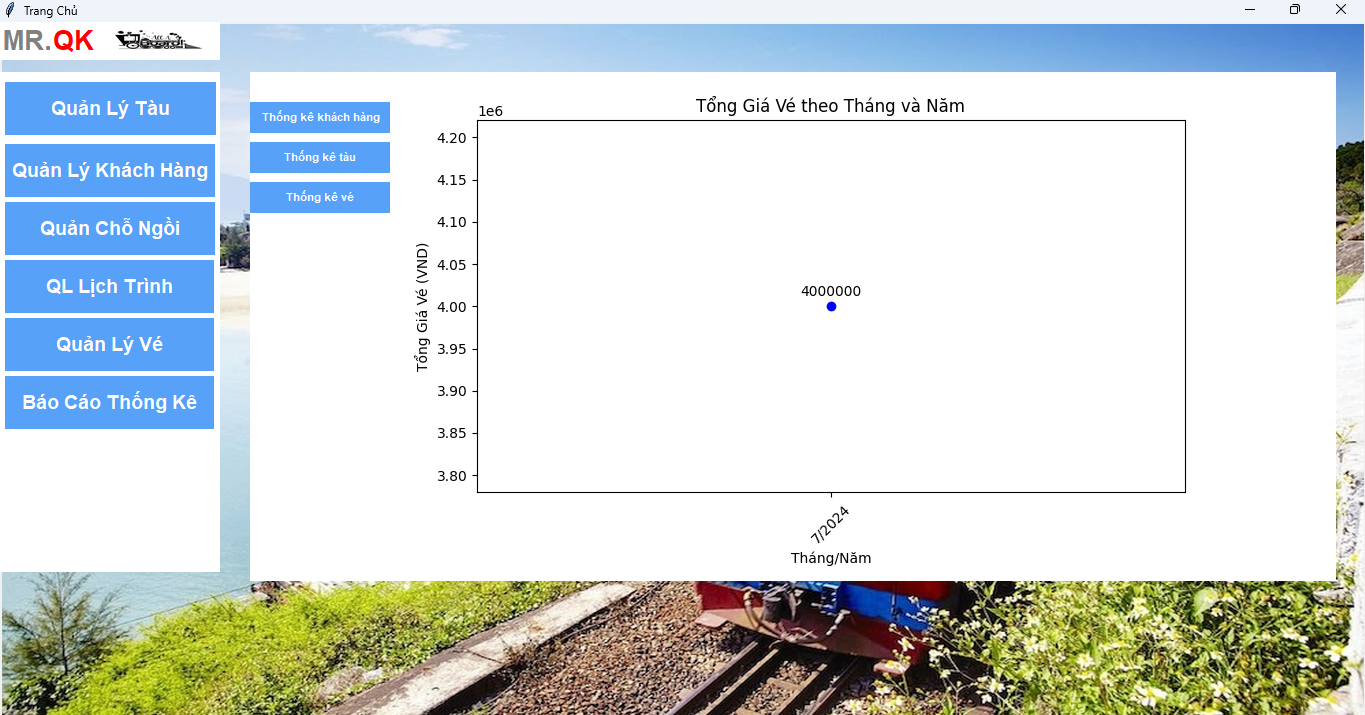 Trang Chủ
MR.QK
Quản Lý Tàu
Quản Lý Khách Hàng
Quản Chỗ Ngồi
QL Lịch Trình
Quản Lý Vé
Báo Cáo Thống Kê
Thống kê khách hàng
Thống kê tàu
Thống kê vé
Tổng Giá Vé theo Tháng và Năm
1e6
4.20
4.15
4.10
4.05
4.00
3.95
3.90
3.85
3.80
Tổng Giá Vé (VND)
4000000
7/2024
Tháng/Năm